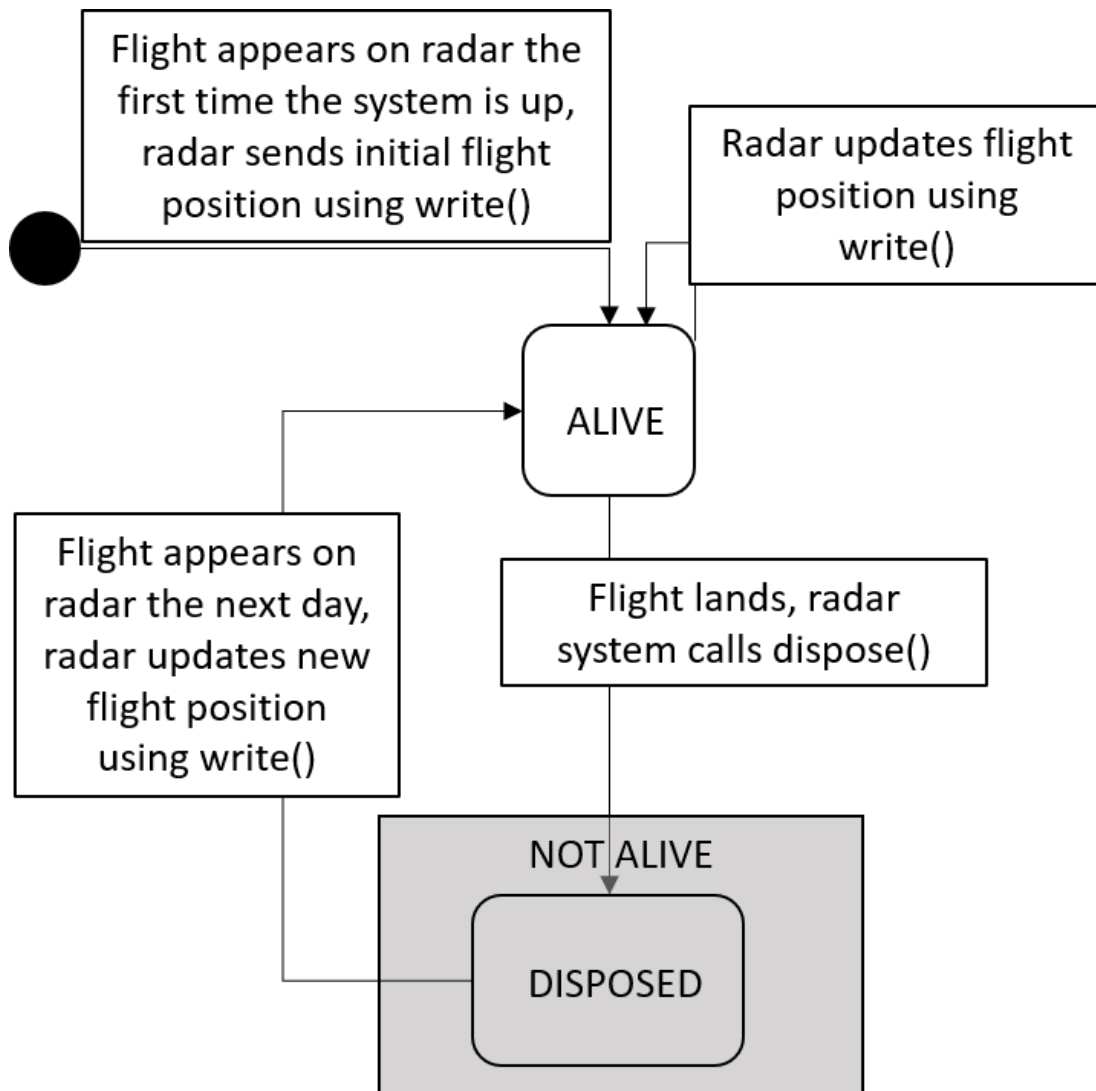 Flight appears on radar the
first time the system is up,
radar sends initial flight
position using write()
Radar updates flight
position using
write()
ALIVE
Flight appears on
radar the next day,
radar updates new
flight position
using write()
Flight lands, radar
system calls dispose()
NOT ALIVE
DISPOSED